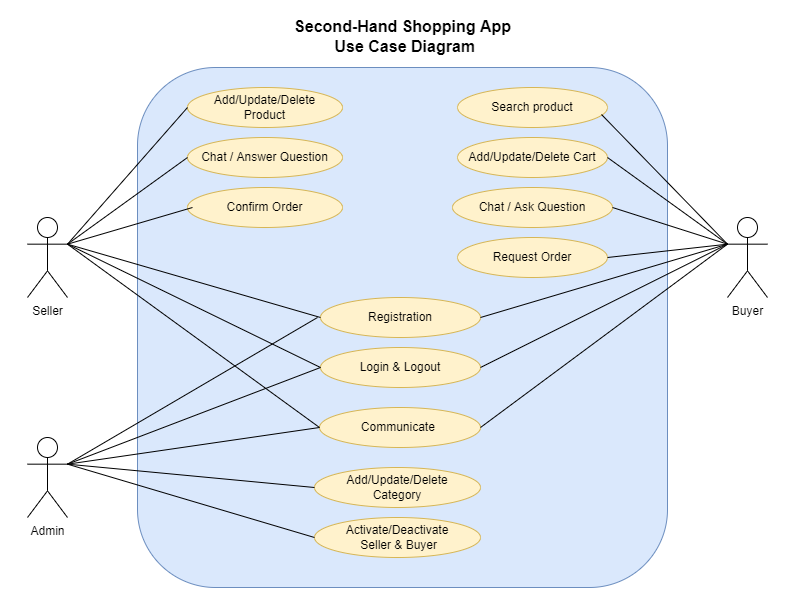 Second-Hand Shopping App
Use Case Diagram
Add/Update/Delete
Product
Search product
Chat / Answer Question
Add/Update/Delete Cart
Confirm Order
Chat / Ask Question
Request Order
Seller
Buyer
Registration
Login & Logout
Communicate
Add/Update/Delete
Category
Admin
Activate/Deactivate
Seller & Buyer